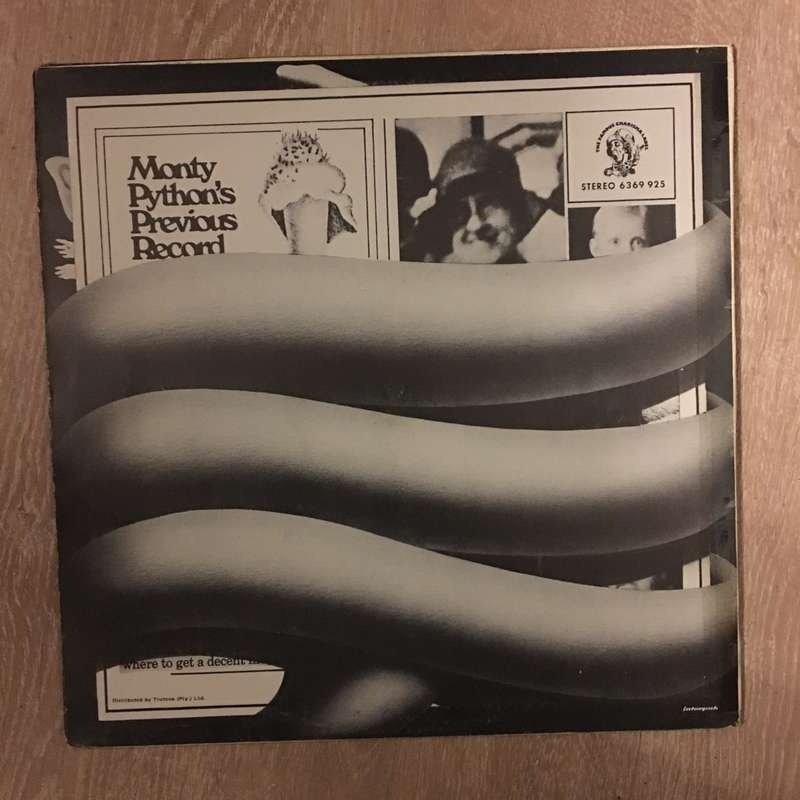 Monty
Python's
Previous
Record
THE FAMOUS CHARISMA LABEL
STEREO 6369 925
where to get a decent
Distributed by Trutone (Pty.) Ltd.